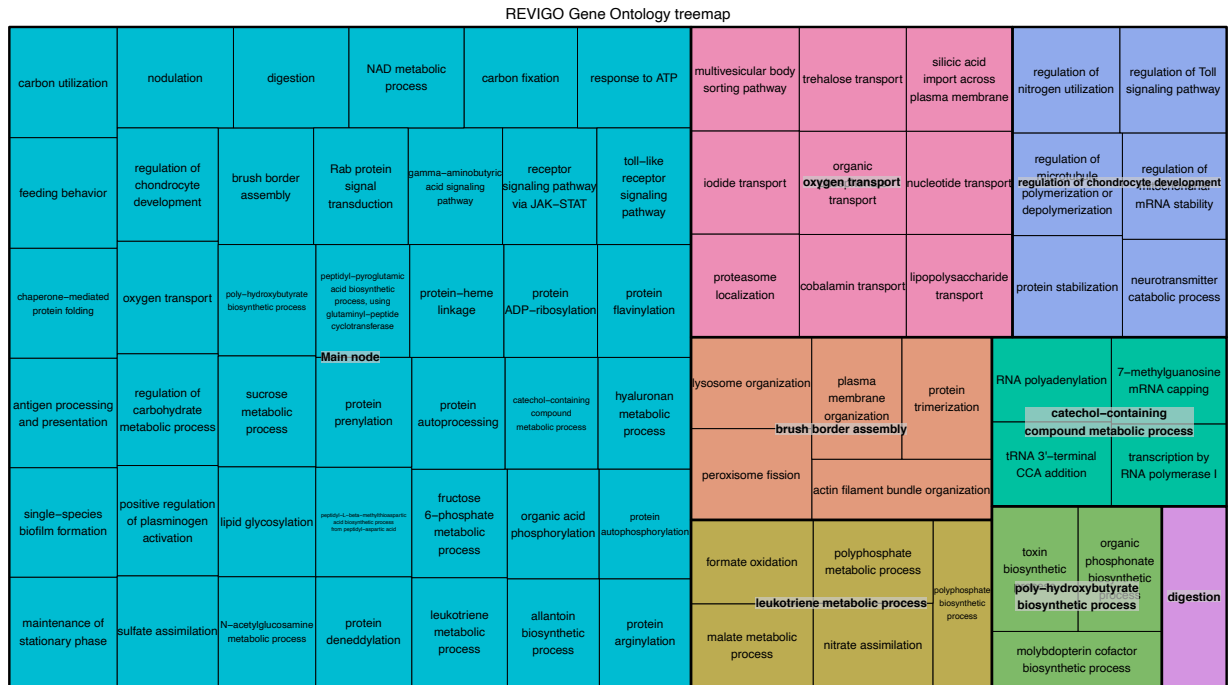 REVIGO Gene Ontology treemap
carbon utilization
nodulation
digestion
NAD metabolic
process
carbon fixation
response to ATP
feeding behavior
regulation of
chondrocyte
development
brush border
assembly
Rab protein
signal
transduction
gamma−aminobutyric
acid signaling
pathway
receptor
signaling pathway
via JAK−STAT
toll−like
receptor
signaling
pathway
chaperone−mediated
protein folding
oxygen transport
poly−hydroxybutyrate
biosynthetic process
peptidyl−pyroglutamic
acid biosynthetic
process, using
glutaminyl−peptide
cyclotransferase
protein−heme
linkage
protein
ADP−ribosylation
protein
flavinylation
Main node
antigen processing
and presentation
regulation of
carbohydrate
metabolic process
sucrose
metabolic
process
protein
prenylation
protein
autoprocessing
catechol−containing
compound
metabolic process
hyaluronan
metabolic
process
single−species
biofilm formation
positive regulation
of plasminogen
activation
lipid glycosylation
peptidyl−L−beta−methylthioaspartic
acid biosynthetic process
from peptidyl−aspartic acid
fructose
6−phosphate
metabolic
process
organic acid
phosphorylation
protein
autophosphorylation
maintenance of
stationary phase
sulfate assimilation
N−acetylglucosamine
metabolic process
protein
deneddylation
leukotriene
metabolic
process
allantoin
biosynthetic
process
protein
arginylation
multivesicular body
sorting pathway
trehalose transport
silicic acid
import across
plasma membrane
iodide transport
organic
transport
oxygen transport
nucleotide transport
proteasome
localization
cobalamin transport
lipopolysaccharide
transport
regulation of
nitrogen utilization
regulation of Toll
signaling pathway
regulation of
microtubule
polymerization or
depolymerization
regulation of
mRNA stability
regulation of chondrocyte development
protein stabilization
neurotransmitter
catabolic process
lysosome organization
plasma
membrane
organization
protein
trimerization
brush border assembly
peroxisome fission
actin filament bundle organization
RNA polyadenylation
7−methylguanosine
mRNA capping
catechol−containing
compound metabolic process
tRNA 3'−terminal
CCA addition
transcription by
RNA polymerase I
formate oxidation
polyphosphate
metabolic process
polyphosphate
biosynthetic
process
leukotriene metabolic process
malate metabolic
process
nitrate assimilation
toxin
biosynthetic
organic
phosphonate
biosynthetic
process
poly−hydroxybutyrate
biosynthetic process
molybdopterin cofactor
biosynthetic process
digestion